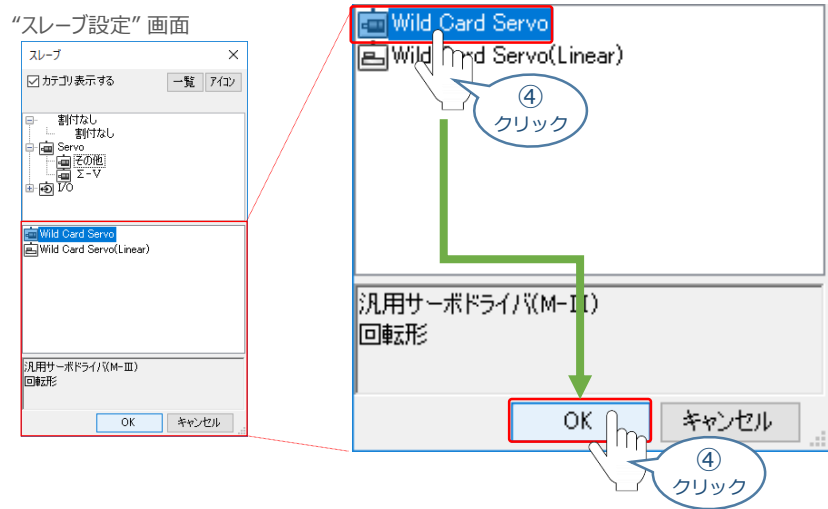 “スレーブ設定” 画面
スレーブ
カテゴリ表示する
一覧
アイコン
割付なし
割付なし
Servo
その他
Σ-V
I/O
Wild Card Servo
Wild Card Servo(Linear)
汎用サーボドライバ(M-Ⅲ)
回転形
OK
キャンセル
Wild Card Servo
Wild Card Servo(Linear)
④
クリック
汎用サーボドライバ(M-Ⅲ)
回転形
OK
キャンセル
④
クリック